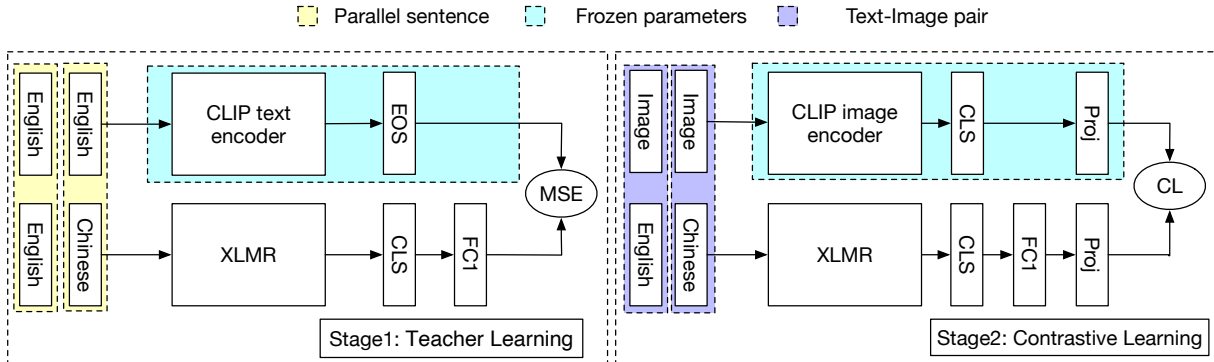 Parallel sentence
Frozen parameters
Text-Image pair
English
English
CLIP text
encoder
EOS
MSE
English
Chinese
XLMR
CLS
FC1
Stage1: Teacher Learning
Image
Image
CLIP image
encoder
CLS
Proj
CL
English
Chinese
XLMR
CLS
FC1
Proj
Stage2: Contrastive Learning